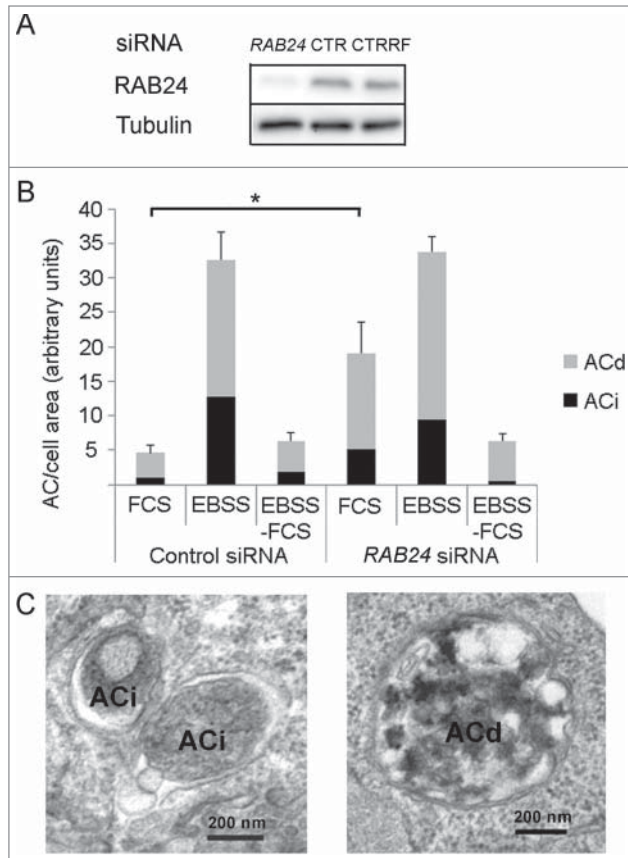 A
siRNA RAB24 CTR CTRRF
RAB24
Tubulin
B
AC/cell area (arbitrary units)
40
35
30
25
20
15
10
5
*
ACd
ACi
FCS EBSS EBSS-FCS FCS EBSS EBSS-FCS
Control siRNA RAB24 siRNA
C
ACi
ACi
200 nm
ACd
200 nm